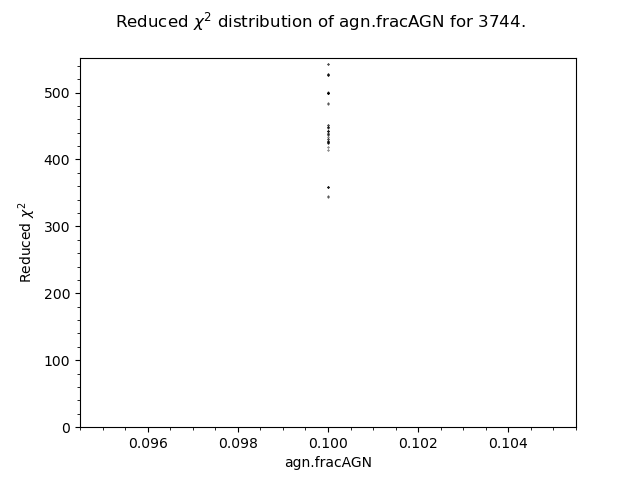 Reduced χ² distribution of agn.fracAGN for 3744.
500
400
300
200
100
0
Reduced χ²
0.096 0.098 0.100 0.102 0.104
agn.fracAGN